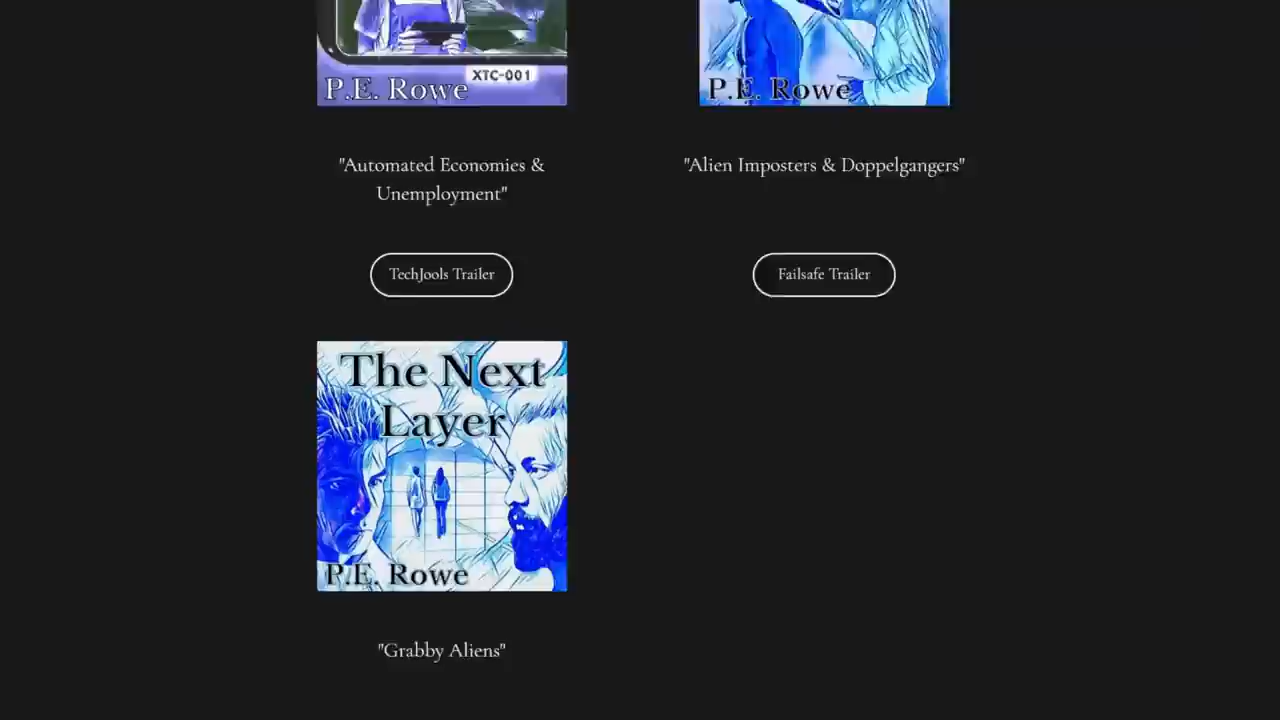 XTC-001
P.E. Rowe
P.E. Rowe
"Automated Economies &
Unemployment"
"Alien Imposters & Doppelgangers"
TechJools Trailer
Failsafe Trailer
The Next
Layer
P.E. Rowe
"Grabby Aliens"